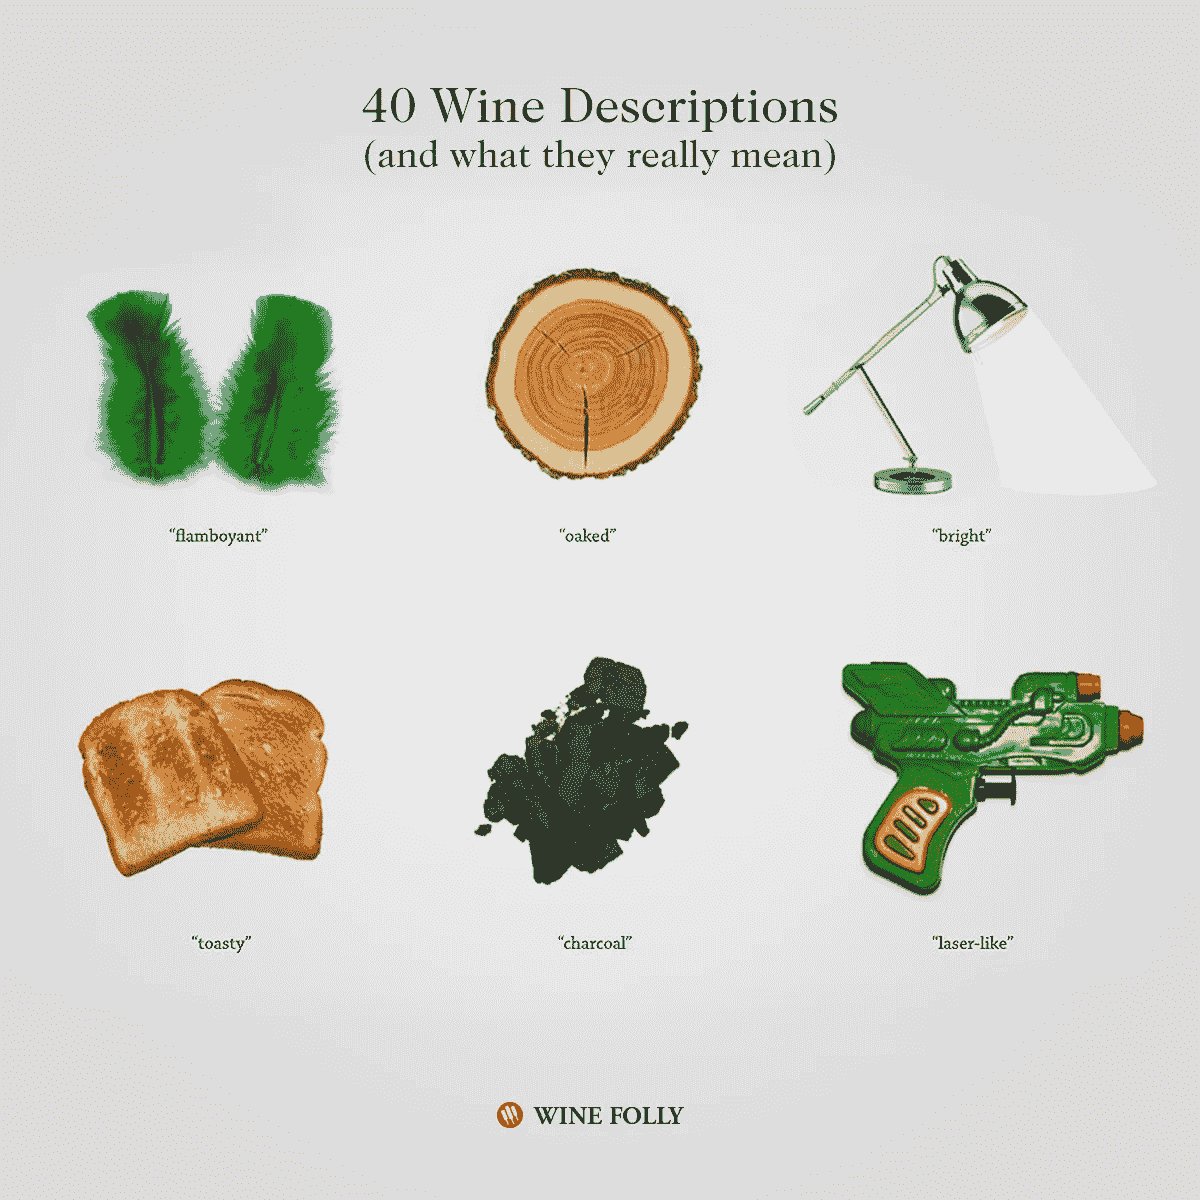 40 Wine Descriptions
(and what they really mean)
“flamboyant”
“oaked”
“bright”
“toasty”
“charcoal”
“laser-like”
WINE FOLLY